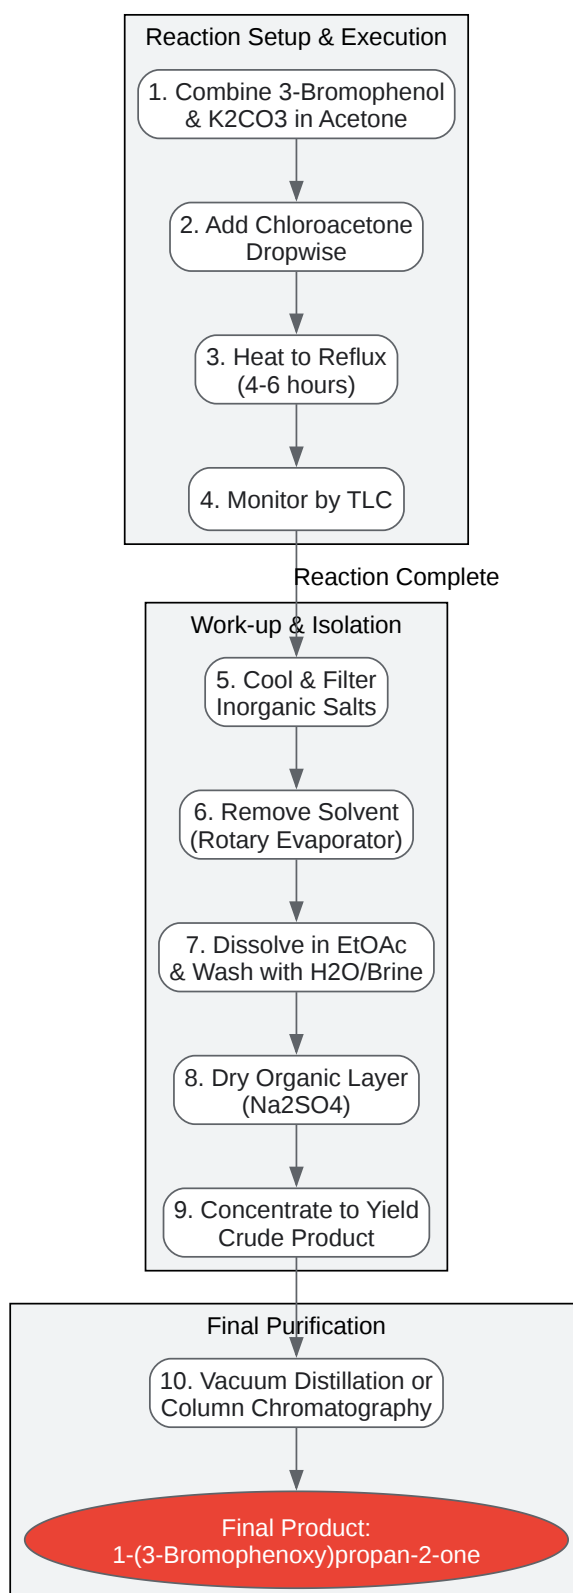 Reaction Setup & Execution
1. Combine 3-Bromophenol
& K2CO3 in Acetone
2. Add Chloroacetone
Dropwise
3. Heat to Reflux
(4-6 hours)
4. Monitor by TLC
Reaction Complete
Work-up & Isolation
5. Cool & Filter
Inorganic Salts
6. Remove Solvent
(Rotary Evaporator)
7. Dissolve in EtOAc
& Wash with H2O/Brine
8. Dry Organic Layer
(Na2SO4)
9. Concentrate to Yield
Crude Product
Final Purification
10. Vacuum Distillation or
Column Chromatography
Final Product:
1-(3-Bromophenoxy)propan-2-one